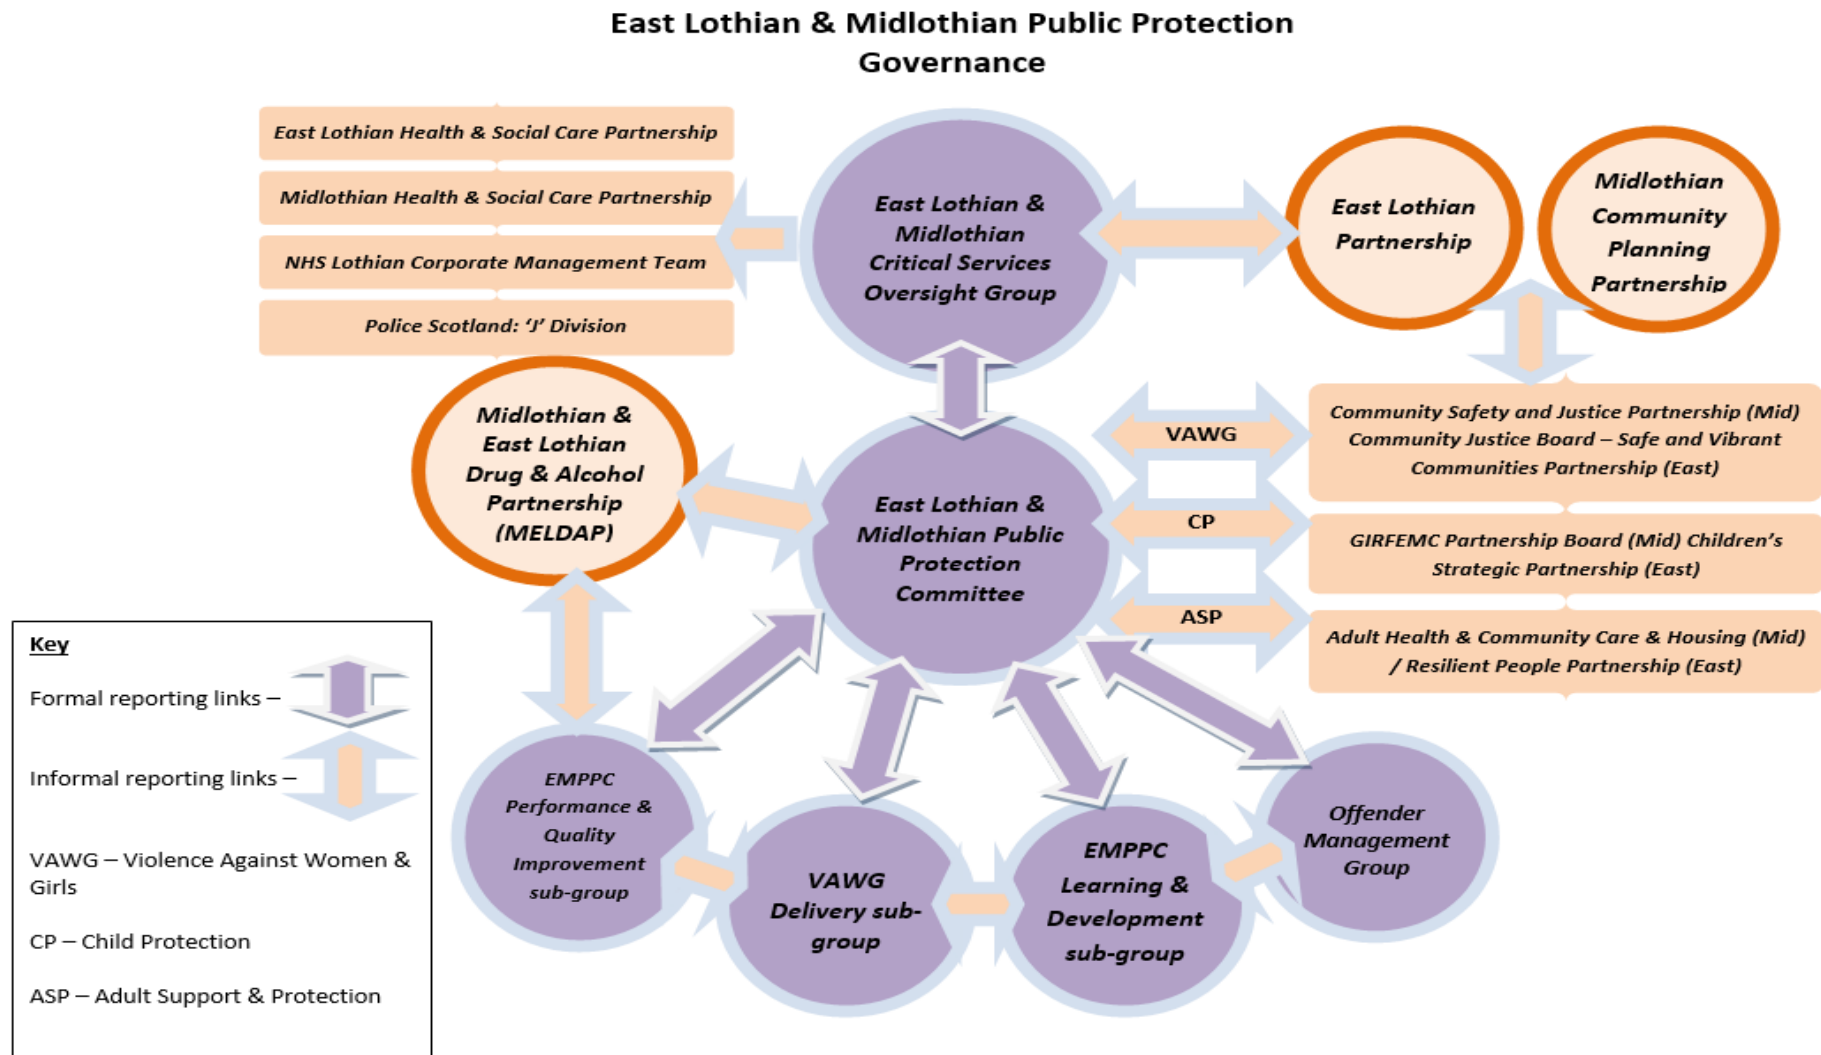 East Lothian & Midlothian Public Protection
Governance
East Lothian Health & Social Care Partnership
Midlothian Health & Social Care Partnership
NHS Lothian Corporate Management Team
Police Scotland: ‘J’ Division
East Lothian &
Midlothian
Critical Services
Oversight Group
East Lothian
Partnership
Midlothian
Community
Planning
Partnership
Midlothian &
East Lothian
Drug & Alcohol
Partnership
(MELDAP)
East Lothian &
Midlothian Public
Protection
Committee
VAWG
CP
ASP
Community Safety and Justice Partnership (Mid)
Community Justice Board – Safe and Vibrant
Communities Partnership (East)
GIRFEMC Partnership Board (Mid) Children’s
Strategic Partnership (East)
Adult Health & Community Care & Housing (Mid)
/ Resilient People Partnership (East)
Key
Formal reporting links –
Informal reporting links –
VAWG – Violence Against Women &
Girls
CP – Child Protection
ASP – Adult Support & Protection
EMPPC
Performance &
Quality
Improvement
sub-group
VAWG
Delivery sub-
group
EMPPC
Learning &
Development
sub-group
Offender
Management
Group